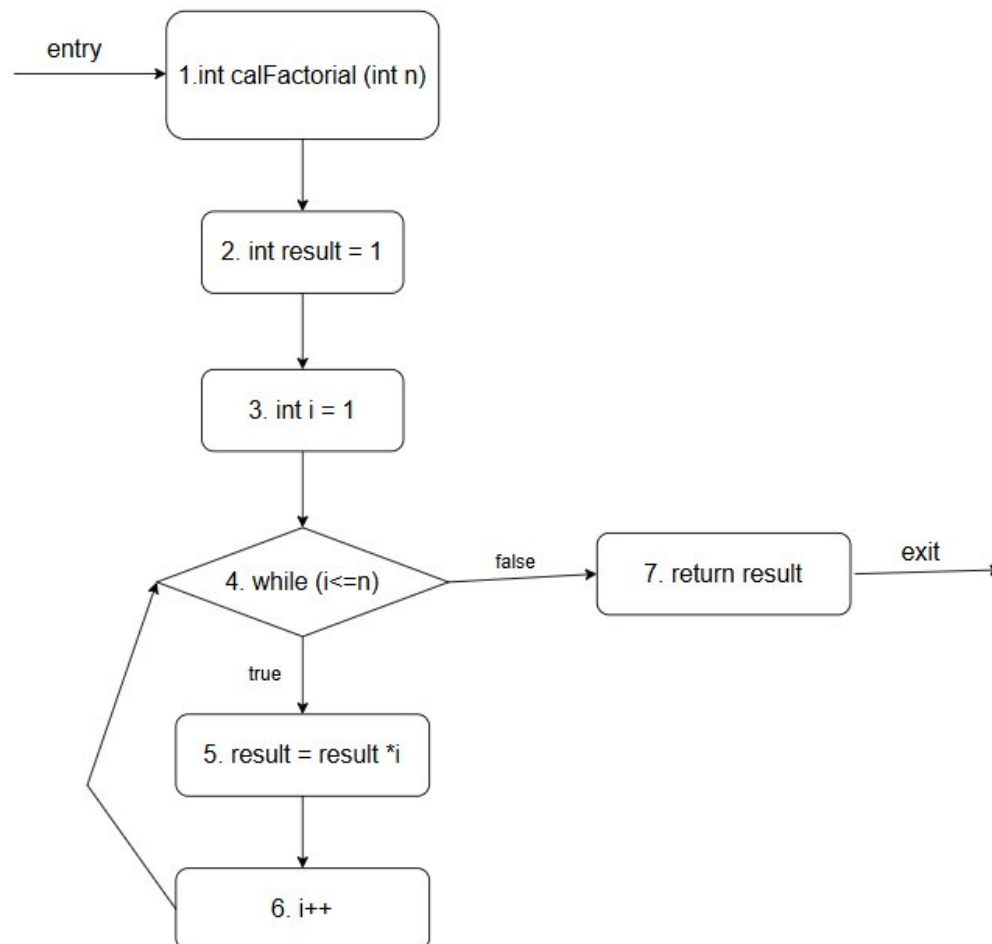 entry
1.int calFactorial (int n)
2. int result = 1
3. int i = 1
4. while (i<=n)
false
7. return result
exit
true
5. result = result *i
6. i++